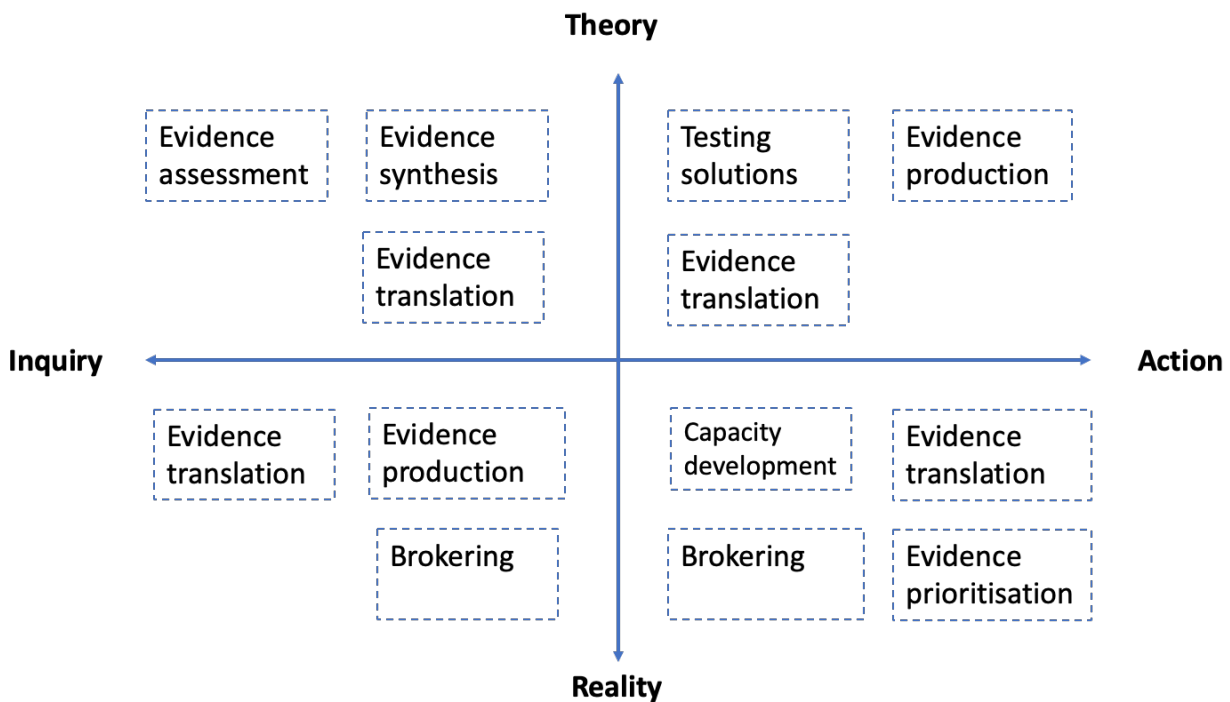 Theory
Evidence
assessment
Evidence
synthesis
Testing
solutions
Evidence
production
Evidence
translation
Evidence
translation
Inquiry
Action
Evidence
translation
Evidence
production
Capacity
development
Evidence
translation
Brokering
Brokering
Evidence
prioritisation
Reality